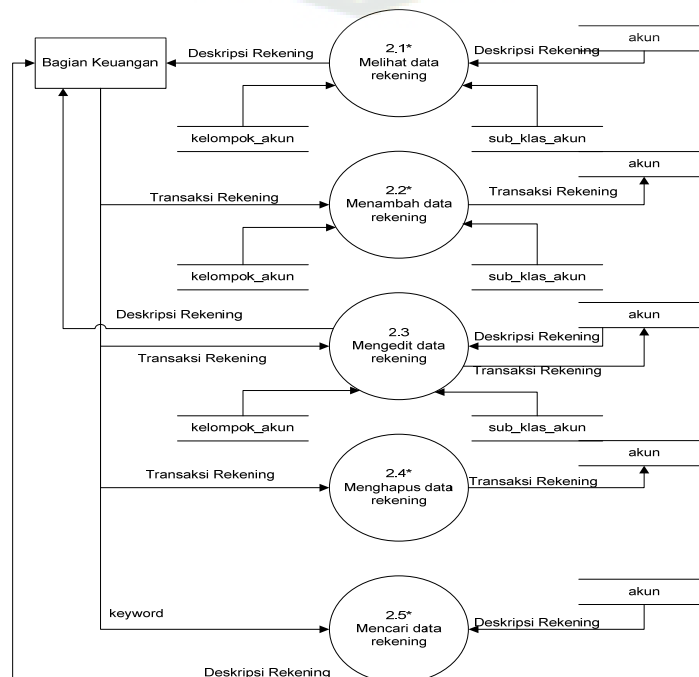 akun
2.1*
Melihat data
rekening
Deskripsi Rekening
Deskripsi Rekening
Bagian Keuangan
kelompok_akun
sub_klas_akun
akun
2.2*
Menambah data
rekening
Transaksi Rekening
Transaksi Rekening
kelompok_akun
sub_klas_akun
akun
Deskripsi Rekening
2.3
Mengedit data
rekening
Deskripsi Rekening
Transaksi Rekening
Transaksi Rekening
kelompok_akun
sub_klas_akun
akun
2.4*
Menghapus data
rekening
Transaksi Rekening
Transaksi Rekening
akun
keyword
2.5*
Mencari data
rekening
Deskripsi Rekening
Deskripsi Rekening